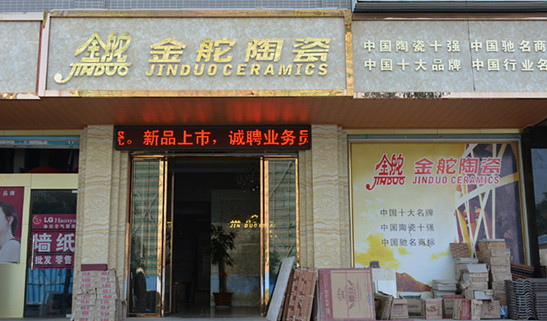 金舵
JINDUO
金舵陶瓷
JINDUO CERAMICS
中国陶瓷十强
中国驰名商
中国十大品牌
中国行业名
。新品上市，诚聘业务员
金舵
JINDUO
金舵陶瓷
JINDUO CERAMICS
中国十大名牌
中国陶瓷十强
中国驰名商标
LG Hausys
墙纸
批发 零售